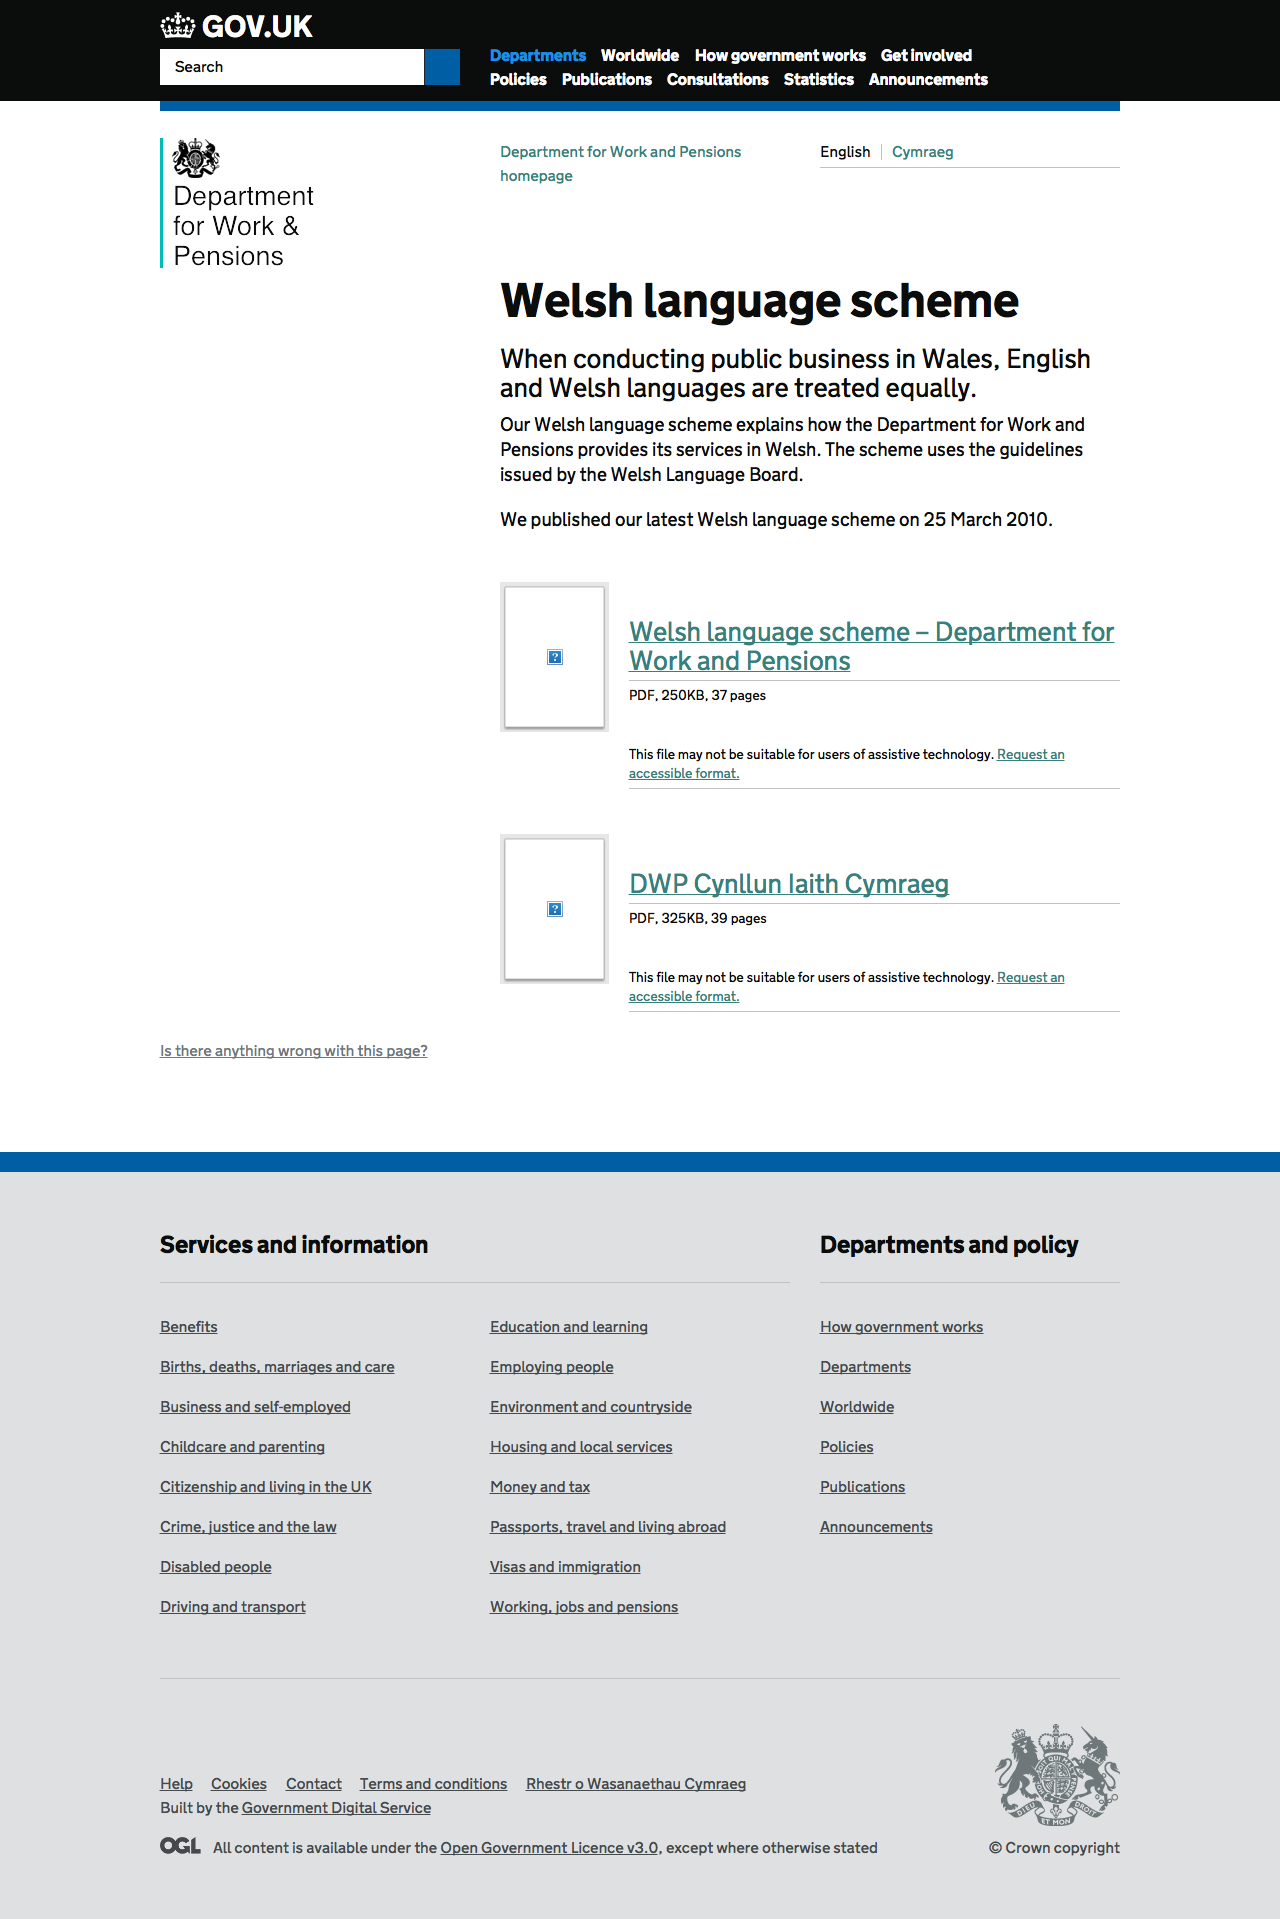 GOV.UK
Search
Departments Worldwide How government works Get involved
Policies Publications Consultations Statistics Announcements
Department
for Work &
Pensions
Department for Work and Pensions
homepage
English Cymraeg
Welsh language scheme
When conducting public business in Wales, English
and Welsh languages are treated equally.
Our Welsh language scheme explains how the Department for Work and
Pensions provides its services in Welsh. The scheme uses the guidelines
issued by the Welsh Language Board.
We published our latest Welsh language scheme on 25 March 2010.
Welsh language scheme – Department for
Work and Pensions
PDF, 250KB, 37 pages
This file may not be suitable for users of assistive technology. Request an
accessible format.
DWP Cynllun Iaith Cymraeg
PDF, 325KB, 39 pages
This file may not be suitable for users of assistive technology. Request an
accessible format.
Is there anything wrong with this page?
Services and information
Benefits
Births, deaths, marriages and care
Business and self-employed
Childcare and parenting
Citizenship and living in the UK
Crime, justice and the law
Disabled people
Driving and transport
Education and learning
Employing people
Environment and countryside
Housing and local services
Money and tax
Passports, travel and living abroad
Visas and immigration
Working, jobs and pensions
Departments and policy
How government works
Departments
Worldwide
Policies
Publications
Announcements
Help Cookies Contact Terms and conditions Rhestr o Wasanaethau Cymraeg
Built by the Government Digital Service
OGL All content is available under the Open Government Licence v3.0, except where otherwise stated
DIEU ET MON DROIT
© Crown copyright